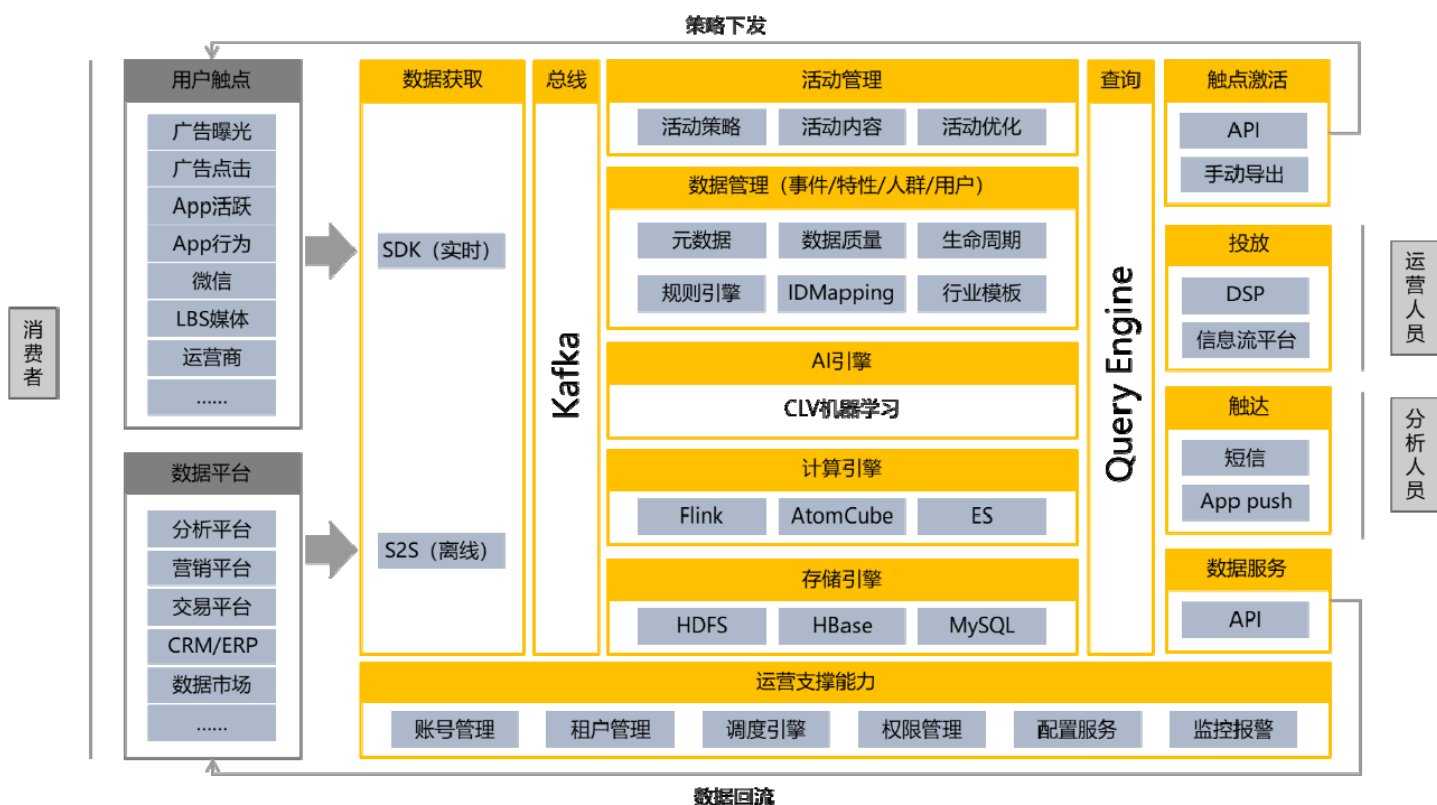 策略下发
消费者
用户触点
广告曝光
广告点击
App活跃
App行为
微信
LBS媒体
运营商
……
数据平台
分析平台
营销平台
交易平台
CRM/ERP
数据市场
……
数据获取
SDK（实时）
S2S（离线）
总线
Kafka
活动管理
活动策略 活动内容 活动优化
数据管理（事件/特性/人群/用户）
元数据 数据质量 生命周期
规则引擎 IDMapping 行业模板
AI引擎
CLV机器学习
计算引擎
Flink AtomCube ES
存储引擎
HDFS HBase MySQL
查询
Query Engine
触点激活
API
手动导出
投放
DSP
信息流平台
触达
短信
App push
数据服务
API
运营人员
分析人员
运营支撑能力
账号管理 租户管理 调度引擎 权限管理 配置服务 监控报警
数据回流